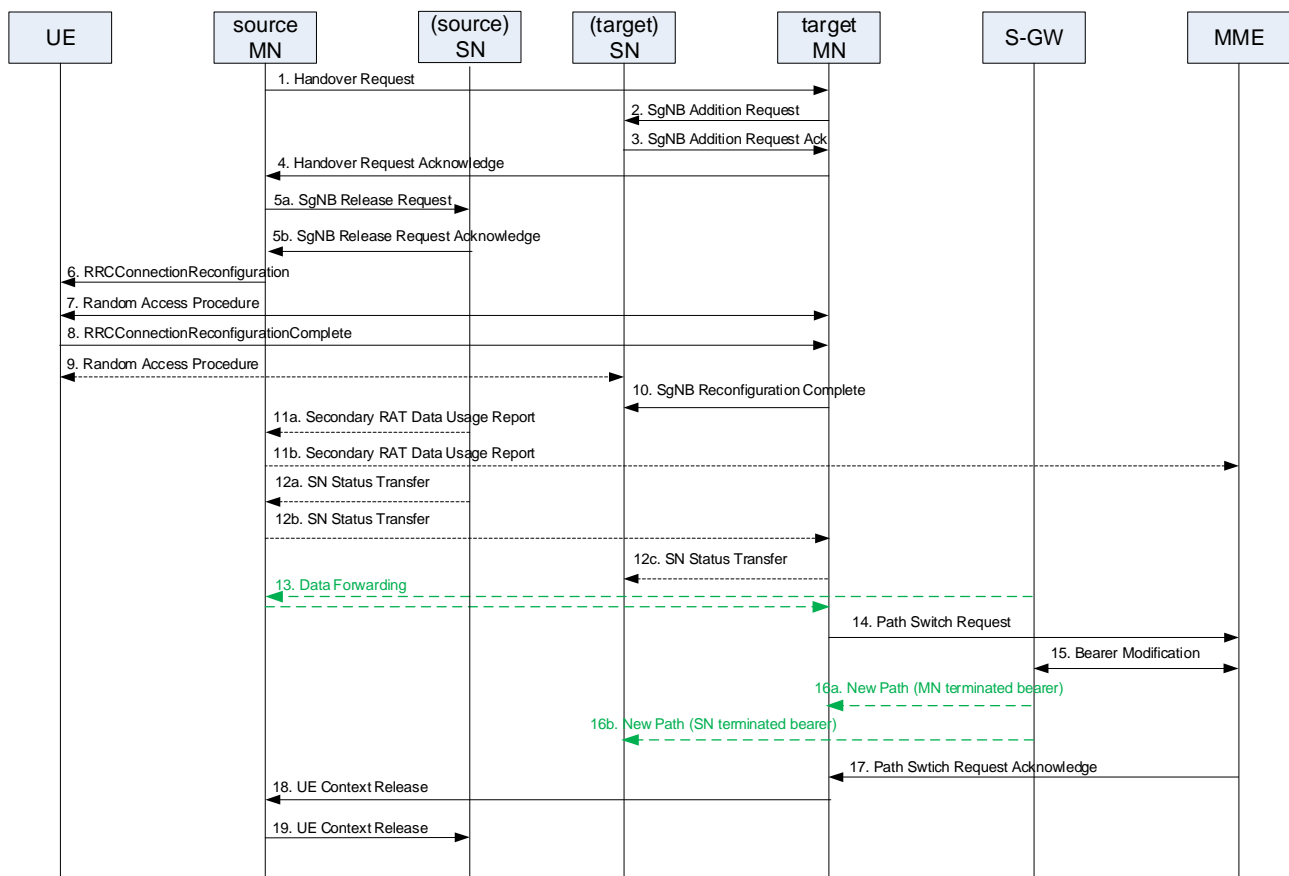 UE
source
MN
(source)
SN
(target)
SN
target
MN
S-GW
MME
1. Handover Request
2. SgNB Addition Request
3. SgNB Addition Request Ack
4. Handover Request Acknowledge
5a. SgNB Release Request
5b. SgNB Release Request Acknowledge
6. RRCConnectionReconfiguration
7. Random Access Procedure
8. RRCConnectionReconfigurationComplete
9. Random Access Procedure
10. SgNB Reconfiguration Complete
11a. Secondary RAT Data Usage Report
11b. Secondary RAT Data Usage Report
12a. SN Status Transfer
12b. SN Status Transfer
12c. SN Status Transfer
13. Data Forwarding
14. Path Switch Request
15. Bearer Modification
16a. New Path (MN terminated bearer)
16b. New Path (SN terminated bearer)
17. Path Swtich Request Acknowledge
18. UE Context Release
19. UE Context Release